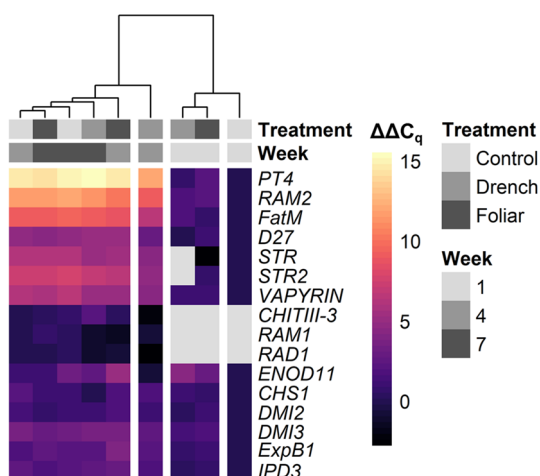 Treatment
Week
PT4
RAM2
FatM
D27
STR
STR2
VAPYRIN
CHITIII-3
RAM1
RAD1
ENOD11
CHS1
DMI2
DMI3
ExpB1
IPD3
ΔΔCq
15
10
5
0
Treatment
Control
Drench
Foliar
Week
1
4
7